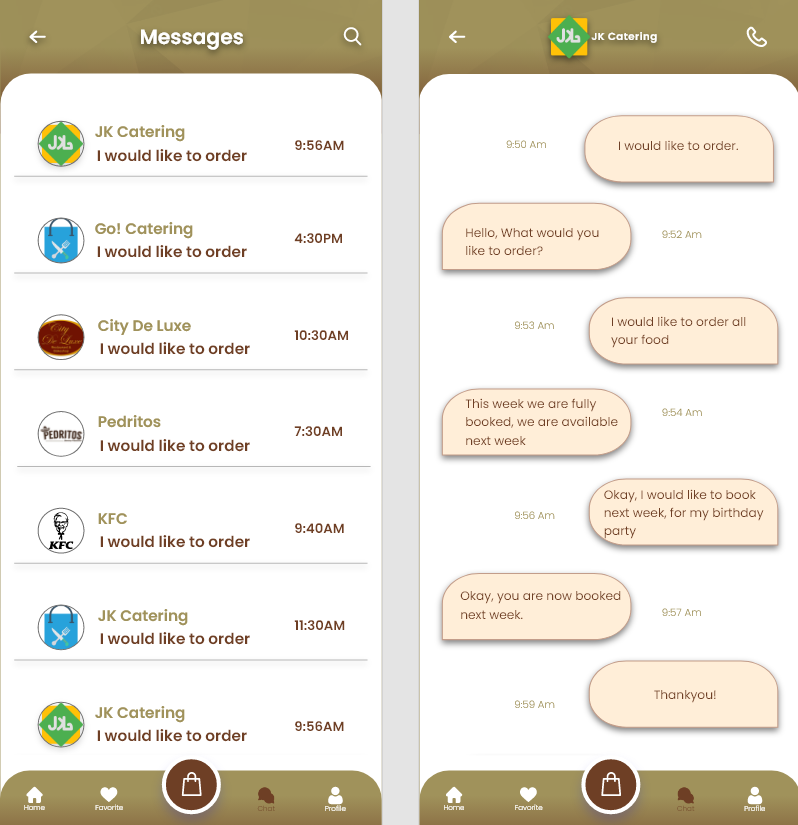 Messages
JK Catering
I would like to order
9:56AM
Go! Catering
I would like to order
4:30PM
City De Luxe
City
De Luxe
I would like to order
10:30AM
Pedritos
PEDRITOS
I would like to order
7:30AM
KFC
KFC
I would like to order
9:40AM
JK Catering
I would like to order
11:30AM
JK Catering
I would like to order
9:56AM
Home
Favorite
Chat
Profile
JK Catering
9:50 Am
I would like to order.
Hello, What would you
like to order?
9:52 Am
9:53 Am
I would like to order all
your food
This week we are fully
booked, we are available
next week
9:54 Am
9:56 Am
Okay, I would like to book
next week, for my birthday
party
Okay, you are now booked
next week.
9:57 Am
9:59 Am
Thankyou!
Home
Favorite
Chat
Profile